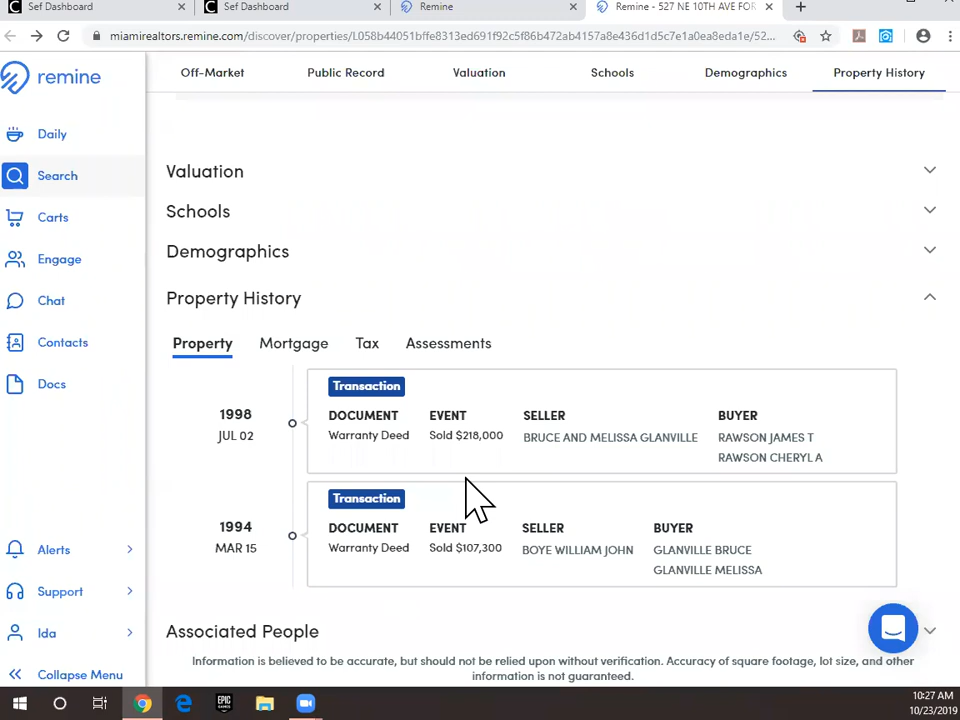 Sef Dashboard
Sef Dashboard
Remine
Remine - 527 NE 10TH AVE FOR
miamirealtors.remine.com/discover/properties/L058b44051bffe8313ed691f92c5f86b472ab4157a8e436d1d5c7e1a0ea8eda1e/52...
remine
Off-Market
Public Record
Valuation
Schools
Demographics
Property History
Daily
Search
Carts
Engage
Chat
Contacts
Docs
Alerts
Support
Ida
Collapse Menu
Valuation
Schools
Demographics
Property History
Property Mortgage Tax Assessments
1998
JUL 02
Transaction
DOCUMENT EVENT SELLER BUYER
Warranty Deed Sold $218,000 BRUCE AND MELISSA GLANVILLE RAWSON JAMES T
RAWSON CHERYL A
1994
MAR 15
Transaction
DOCUMENT EVENT SELLER BUYER
Warranty Deed Sold $107,300 BOYE WILLIAM JOHN GLANVILLE BRUCE
GLANVILLE MELISSA
Associated People
Information is believed to be accurate, but should not be relied upon without verification. Accuracy of square footage, lot size, and other
information is not guaranteed.
EPIC
GAMES
10:27 AM
10/23/2019